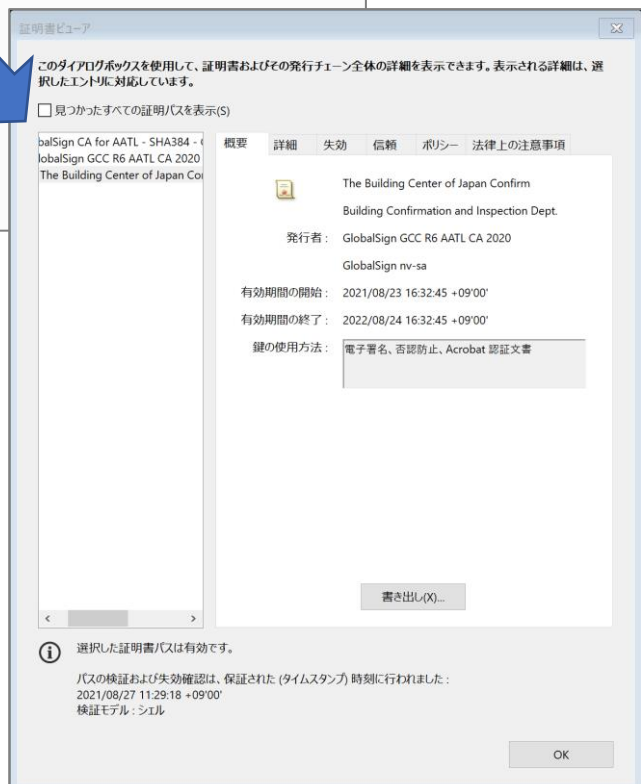 証明書ビューア
このダイアログボックスを使用して、証明書およびその発行チェーン全体の詳細を表示できます。表示される詳細は、選
択したエントリに対応しています。
見つかったすべての証明パスを表示(S)
balSign CA for AATL - SHA384 -
lobalSign GCC R6 AATL CA 2020
The Building Center of Japan Con
概要 詳細 失効 信頼 ポリシー 法律上の注意事項
The Building Center of Japan Confirm
Building Confirmation and Inspection Dept.
発行者 : GlobalSign GCC R6 AATL CA 2020
GlobalSign nv-sa
有効期間の開始 : 2021/08/23 16:32:45 +09'00'
有効期間の終了 : 2022/08/24 16:32:45 +09'00'
鍵の使用方法 : 電子署名、否認防止、Acrobat 認証文書
書き出し(X)...
選択した証明書パスは有効です。
パスの検証および失効確認は、保証された (タイムスタンプ) 時刻に行われました :
2021/08/27 11:29:18 +09'00'
検証モデル : シェル
OK